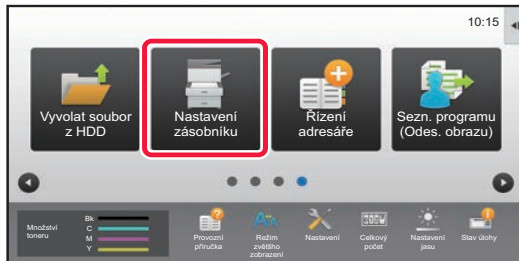 10:15
Vyvolat soubor
z HDD
Nastavení
zásobníku
Řízení
adresáře
Sezn. programu
(Odes. obrazu)
Množství
toneru
Bk
C
M
Y
Provozní
příručka
Režim
zvětšího
zobrazení
Nastavení
Celkový
počet
Nastavení
jasu
Stav úlohy